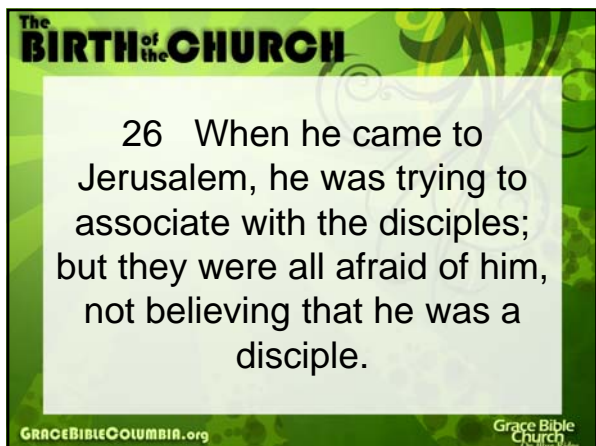 The
BIRTH of the CHURCH
26 When he came to
Jerusalem, he was trying to
associate with the disciples;
but they were all afraid of him,
not believing that he was a
disciple.
GRACEBIBLECOLUMBIA.org
Grace Bible
Church